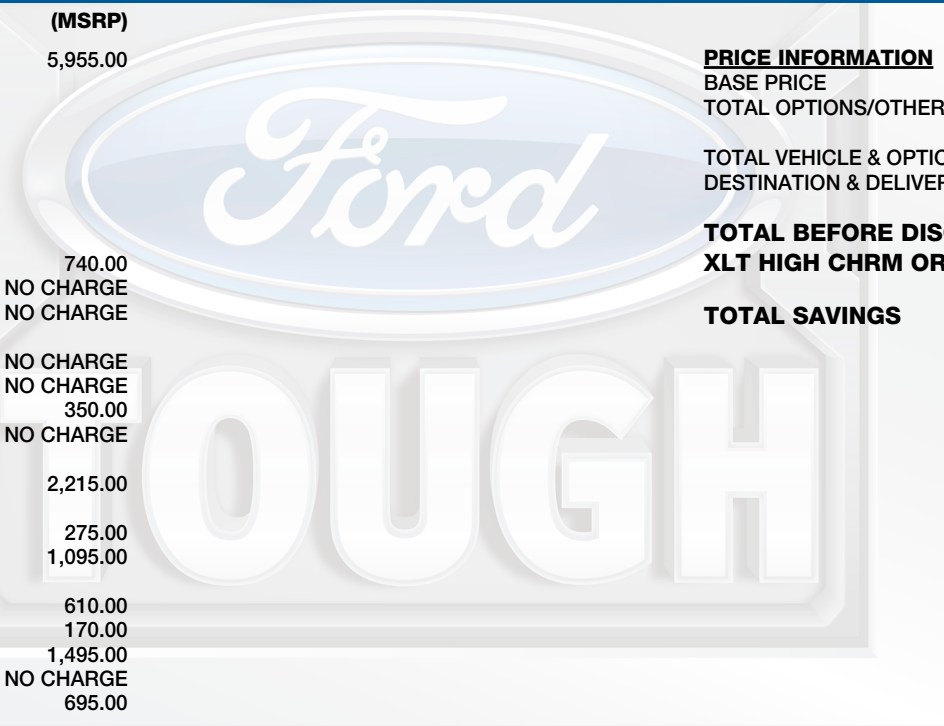 (MSRP)
5,955.00
740.00
NO CHARGE
NO CHARGE
NO CHARGE
NO CHARGE
350.00
NO CHARGE
2,215.00
275.00
1,095.00
610.00
170.00
1,495.00
NO CHARGE
695.00
PRICE INFORMATION
BASE PRICE
TOTAL OPTIONS/OTHER
TOTAL VEHICLE & OPTIO
DESTINATION & DELIVER
TOTAL BEFORE DIS
XLT HIGH CHRM OR
TOTAL SAVINGS
Ford
TOUGH